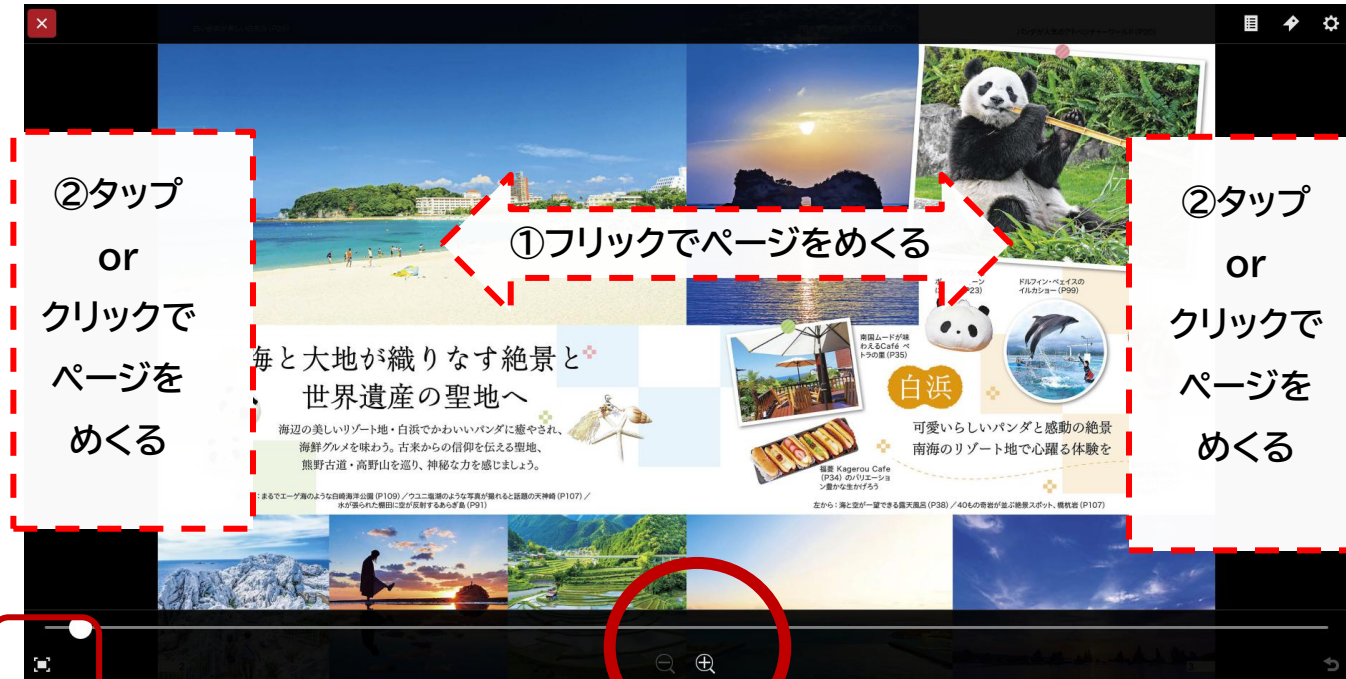 ②タップ
or
クリックで
ページを
めくる
①フリックでページをめくる
②タップ
or
クリックで
ページを
めくる
海と大地が織りなす絶景と
世界遺産の聖地へ
海辺の美しいリゾート地・白浜でかわいいパンダに癒やされ、
海鮮グルメを味わう。古来からの信仰を伝える聖地、
熊野古道・高野山を巡り、神秘な力を感じましょう。
：まるでエーゲ海のような白崎海洋公園（P109）／ウユニ塩湖のような写真が撮れると話題の天神崎（P107）／
水が張られた棚田に空が反射するあらぎ島（P91）
ドルフィン・ベェイスの
イルカショー（P99）
南国ムードが味
わえるCafé ペ
トラの里（P35）
白浜
可愛いらしいパンダと感動の絶景
南海のリゾート地で心躍る体験を
福菱 Kagerou Cafe
（P34）のバリエーショ
ン豊かな生かげろう
左から：海と空が一望できる露天風呂（P38）／40もの奇岩が並ぶ絶景スポット、橋杭岩（P107）